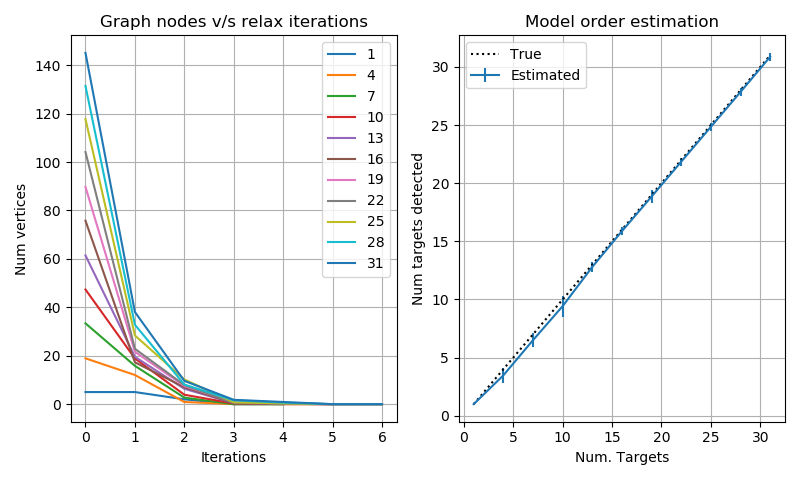 Graph nodes v/s relax iterations
Num vertices
140
120
100
80
60
40
20
0
0 1 2 3 4 5 6
Iterations
1
4
7
10
13
16
19
22
25
28
31
Model order estimation
Num targets detected
30
25
20
15
10
5
0
0 5 10 15 20 25 30
Num. Targets
True
Estimated